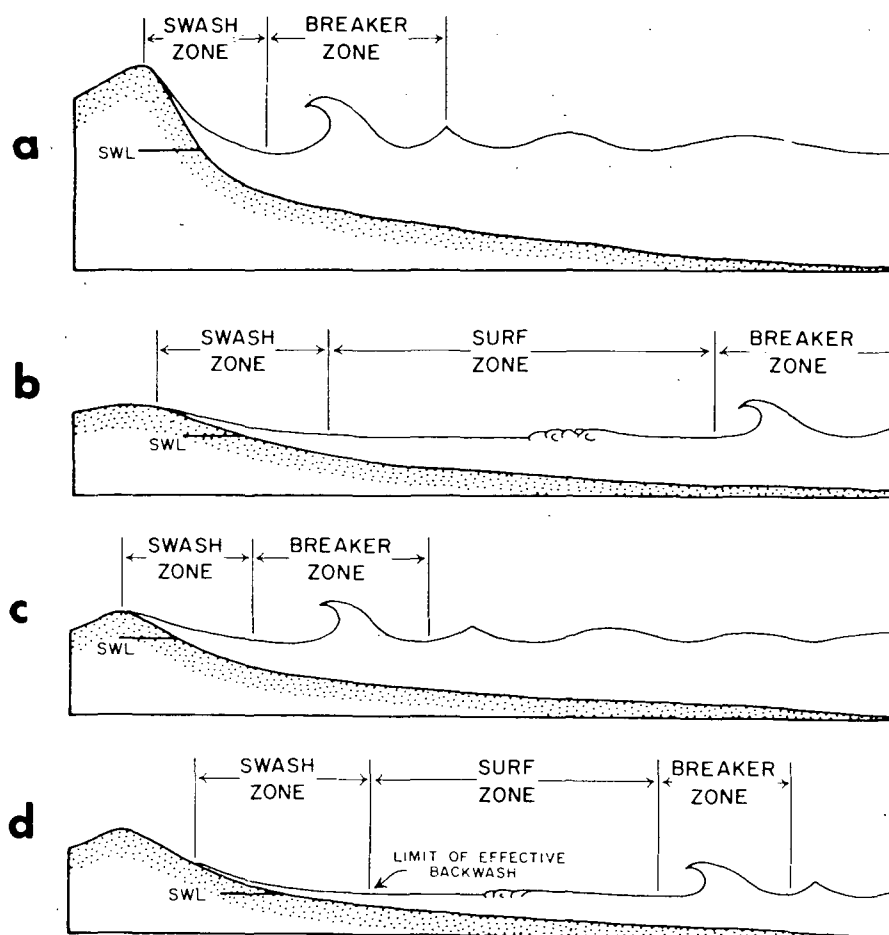 SWASH ZONE
BREAKER ZONE
a
SWL
SWASH ZONE
SURF ZONE
BREAKER ZONE
b
SWL
SWASH ZONE
BREAKER ZONE
c
SWL
SWASH ZONE
SURF ZONE
BREAKER ZONE
d
LIMIT OF EFFECTIVE
BACKWASH
SWL